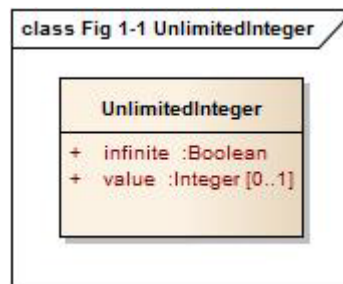 class Fig 1-1 UnlimitedInteger
UnlimitedInteger
+ infinite :Boolean
+ value :Integer [0..1]